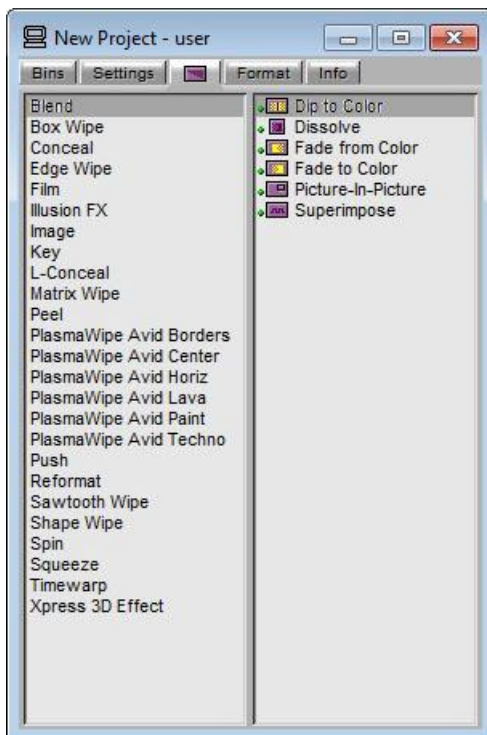 New Project - user
Bins Settings Format Info
Blend
Box Wipe
Conceal
Edge Wipe
Film
Illusion FX
Image
Key
L-Conceal
Matrix Wipe
Peel
PlasmaWipe Avid Borders
PlasmaWipe Avid Center
PlasmaWipe Avid Horiz
PlasmaWipe Avid Lava
PlasmaWipe Avid Paint
PlasmaWipe Avid Techno
Push
Reformat
Sawtooth Wipe
Shape Wipe
Spin
Squeeze
Timewarp
Xpress 3D Effect
Dip to Color
Dissolve
Fade from Color
Fade to Color
Picture-In-Picture
Superimpose